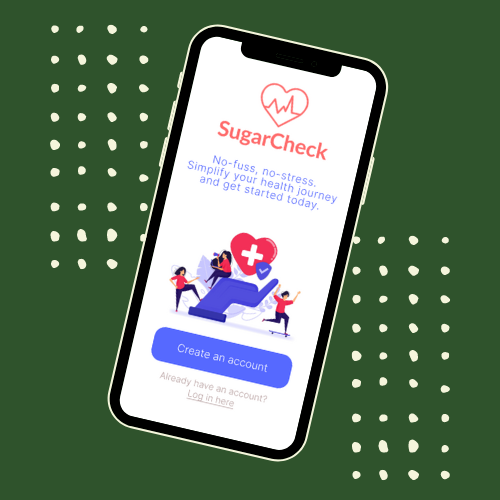 SugarCheck
No-fuss, no-stress.
Simplify your health journey
and get started today.
Create an account
Already have an account?
Log in here